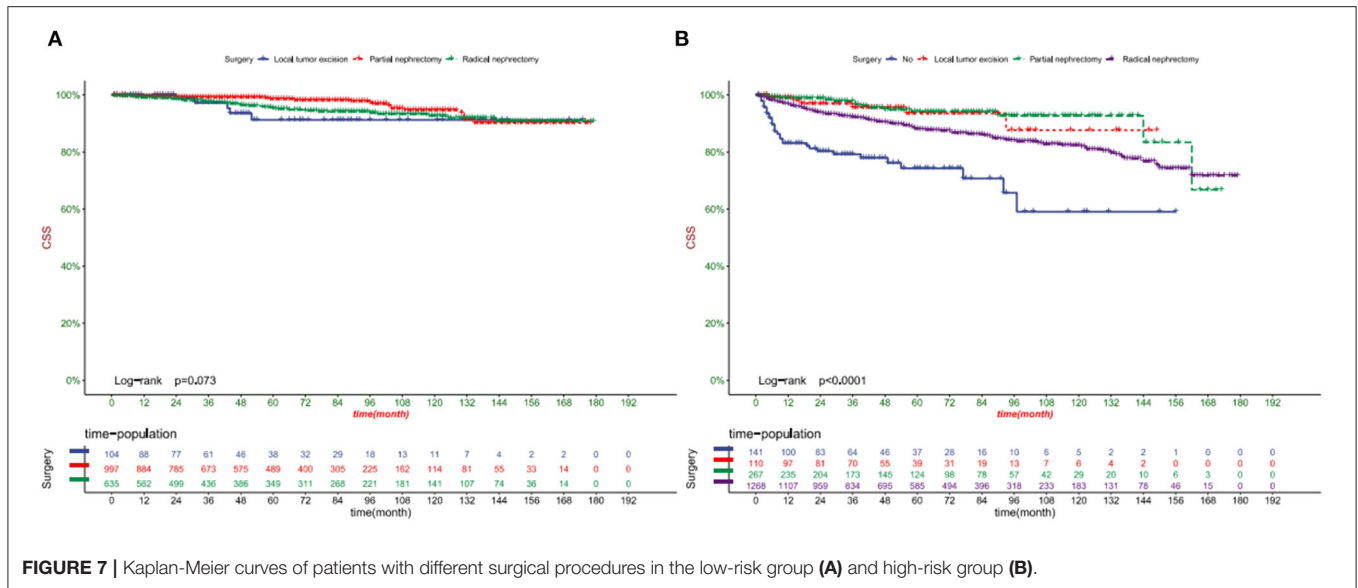 A
Surgery Local tumor excision Partial nephrectomy Radical nephrectomy
100%
80%
60%
40%
20%
0%
CSS
Log-rank p=0.073
0 12 24 36 48 60 72 84 96 108 120 132 144 156 168 180 192
time(month)
time-population
Surgery
104 88 77 61 46 38 32 29 18 13 11 7 4 2 2 0 0
997 884 785 673 575 489 400 305 225 162 114 81 55 33 14 0 0
635 562 499 436 386 349 311 268 221 181 141 107 74 36 14 0 0
0 12 24 36 48 60 72 84 96 108 120 132 144 156 168 180 192
time(month)
B
Surgery No Local tumor excision Partial nephrectomy Radical nephrectomy
100%
80%
60%
40%
20%
0%
CSS
Log-rank p<0.0001
0 12 24 36 48 60 72 84 96 108 120 132 144 156 168 180 192
time(month)
time-population
Surgery
141 100 83 64 46 37 28 16 10 6 5 2 2 1 0 0 0
110 97 81 70 55 39 31 19 13 7 6 4 2 0 0 0 0
267 235 204 173 145 124 98 78 57 42 29 20 10 6 3 0 0
1268 1107 959 834 695 585 494 396 318 233 183 131 78 46 15 0 0
0 12 24 36 48 60 72 84 96 108 120 132 144 156 168 180 192
time(month)
FIGURE 7 | Kaplan-Meier curves of patients with different surgical procedures in the low-risk group (A) and high-risk group (B).